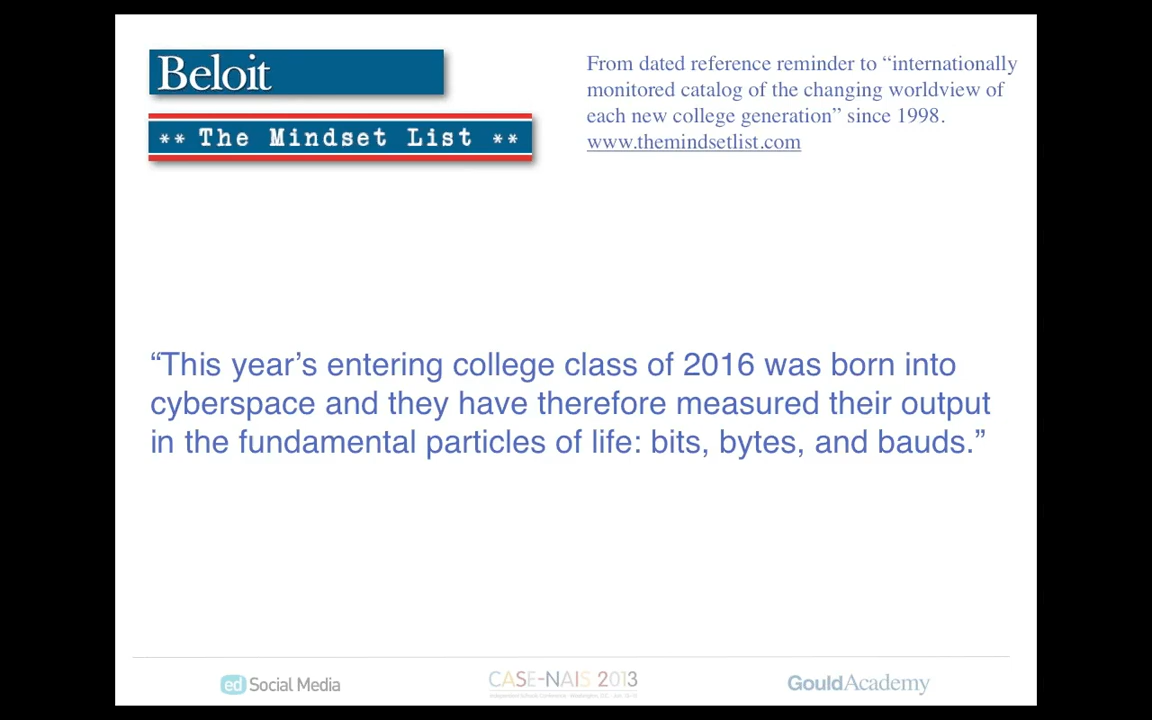 Beloit
** The Mindset List **
From dated reference reminder to “internationally
monitored catalog of the changing worldview of
each new college generation” since 1998.
www.themindsetlist.com
“This year’s entering college class of 2016 was born into
cyberspace and they have therefore measured their output
in the fundamental particles of life: bits, bytes, and bauds.”
ed Social Media
CASE-NAIS 2013
GouldAcademy